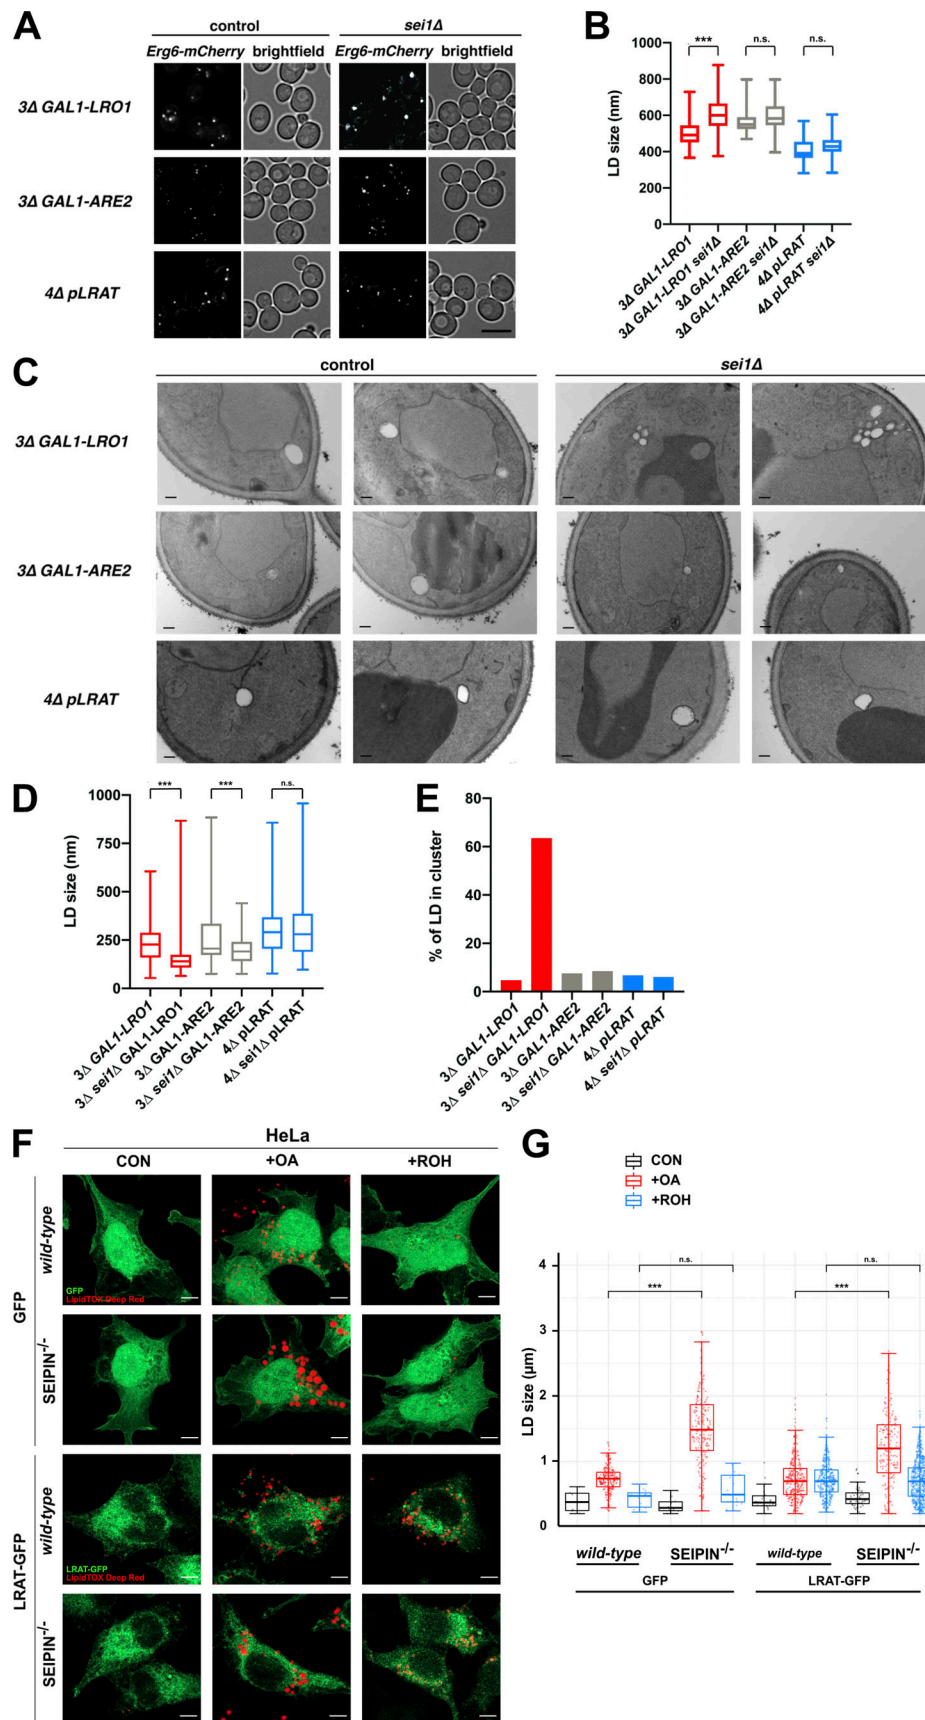 A
control
sei1Δ
Erg6-mCherry brightfield Erg6-mCherry brightfield
3Δ GAL1-LRO1
3Δ GAL1-ARE2
4Δ pLRAT
B
*** n.s. n.s.
1000
800
600
400
200
0
LD size (nm)
3Δ GAL1-LRO1
3Δ GAL1-LRO1 sei1Δ
3Δ GAL1-ARE2
3Δ GAL1-ARE2 sei1Δ
4Δ pLRAT
4Δ pLRAT sei1Δ
C
control
sei1Δ
3Δ GAL1-LRO1
3Δ GAL1-ARE2
4Δ pLRAT
D
*** *** n.s.
1000
750
500
250
0
LD size (nm)
3Δ GAL1-LRO1
3Δ sei1Δ GAL1-LRO1
3Δ GAL1-ARE2
3Δ sei1Δ GAL1-ARE2
4Δ pLRAT
4Δ sei1Δ pLRAT
E
80
60
40
20
0
% of LD in cluster
3Δ GAL1-LRO1
3Δ sei1Δ GAL1-LRO1
3Δ GAL1-ARE2
3Δ sei1Δ GAL1-ARE2
4Δ pLRAT
4Δ sei1Δ pLRAT
F
HeLa
CON +OA +ROH
GFP
wild-type
GFP
LipidTOX Deep Red
SEIPIN-/-
LRAT-GFP
wild-type
LRAT-GFP
LipidTOX Deep Red
SEIPIN-/-
G
CON
+OA
+ROH
n.s. n.s.
*** ***
4
3
2
1
0
LD size (µm)
wild-type SEIPIN-/- wild-type SEIPIN-/-
GFP LRAT-GFP